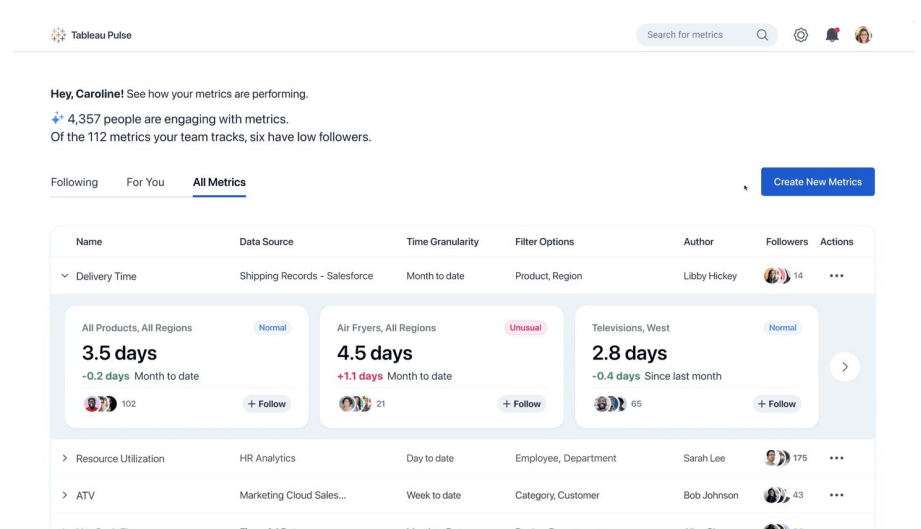 Tableau Pulse
Search for metrics
Hey, Caroline! See how your metrics are performing.
4,357 people are engaging with metrics.
Of the 112 metrics your team tracks, six have low followers.
Following For You All Metrics
Create New Metrics
Name Data Source Time Granularity Filter Options Author Followers Actions
Delivery Time Shipping Records - Salesforce Month to date Product, Region Libby Hickey 14
All Products, All Regions Normal
3.5 days
-0.2 days Month to date
102 + Follow
Air Fryers, All Regions Unusual
4.5 days
+1.1 days Month to date
21 + Follow
Televisions, West Normal
2.8 days
-0.4 days Since last month
65 + Follow
Resource Utilization HR Analytics Day to date Employee, Department Sarah Lee 175
ATV Marketing Cloud Sales... Week to date Category, Customer Bob Johnson 43